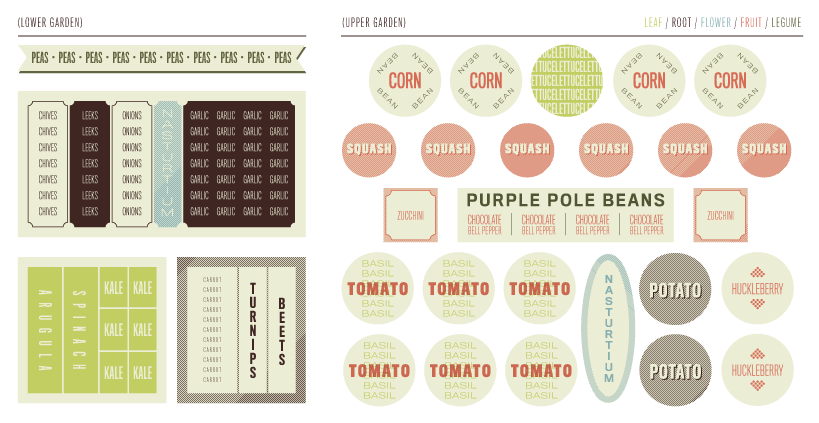 (LOWER GARDEN)
PEAS • PEAS • PEAS • PEAS • PEAS • PEAS • PEAS • PEAS • PEAS • PEAS
CHIVES
CHIVES
CHIVES
CHIVES
CHIVES
CHIVES
CHIVES
LEEKS
LEEKS
LEEKS
LEEKS
LEEKS
LEEKS
LEEKS
ONIONS
ONIONS
ONIONS
ONIONS
ONIONS
ONIONS
ONIONS
NASTURTIUM
GARLIC GARLIC GARLIC GARLIC
GARLIC GARLIC GARLIC GARLIC
GARLIC GARLIC GARLIC GARLIC
GARLIC GARLIC GARLIC GARLIC
GARLIC GARLIC GARLIC GARLIC
GARLIC GARLIC GARLIC GARLIC
GARLIC GARLIC GARLIC GARLIC
ARUGULA
SPINACH
KALE KALE
KALE KALE
KALE KALE
CARROT
CARROT
CARROT
CARROT
CARROT
CARROT
CARROT
CARROT
CARROT
CARROT
CARROT
TURNIPS
BEETS
(UPPER GARDEN)
LEAF / ROOT / FLOWER / FRUIT / LEGUME
BEAN BEAN
CORN
BEAN BEAN
BEAN BEAN
CORN
BEAN BEAN
LETTUCELETTUCE
BEAN BEAN
CORN
BEAN BEAN
BEAN BEAN
CORN
BEAN BEAN
SQUASH SQUASH SQUASH SQUASH SQUASH SQUASH
ZUCCHINI
PURPLE POLE BEANS
CHOCOLATE BELL PEPPER
CHOCOLATE BELL PEPPER
CHOCOLATE BELL PEPPER
CHOCOLATE BELL PEPPER
ZUCCHINI
BASIL
BASIL
TOMATO
BASIL
BASIL
BASIL
BASIL
TOMATO
BASIL
BASIL
BASIL
BASIL
TOMATO
BASIL
BASIL
NASTURTIUM
POTATO
HUCKLEBERRY
BASIL
BASIL
TOMATO
BASIL
BASIL
BASIL
BASIL
TOMATO
BASIL
BASIL
BASIL
BASIL
TOMATO
BASIL
BASIL
POTATO
HUCKLEBERRY